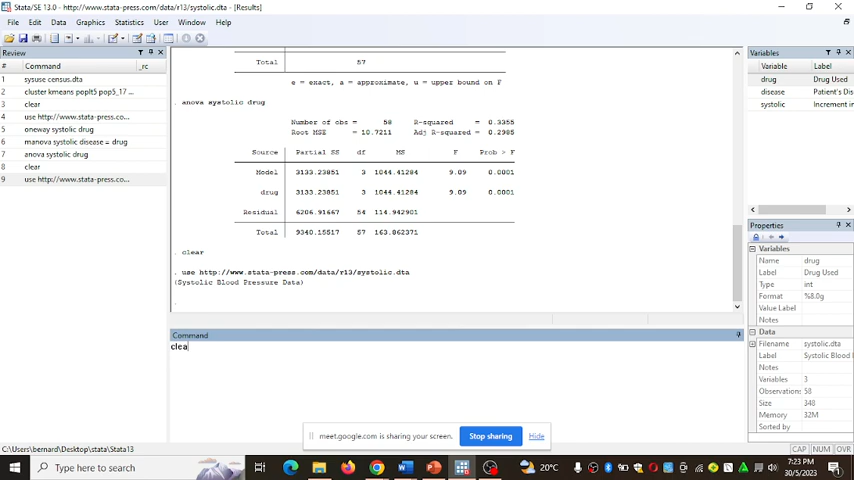 Stata/SE 13.0 - http://www.stata-press.com/data/r13/systolic.dta - [Results]
File Edit Data Graphics Statistics User Window Help
Review
# Command _rc
1 sysuse census.dta
2 cluster kmeans poplt5 pop5_17 ...
3 clear
4 use http://www.stata-press.co...
5 oneway systolic drug
6 manova systolic disease = drug
7 anova systolic drug
8 clear
9 use http://www.stata-press.co...
Total 57
e = exact, a = approximate, u = upper bound on F
. anova systolic drug
Number of obs = 58 R-squared = 0.3355
Root MSE = 10.7211 Adj R-squared = 0.2985
Source Partial SS df MS F Prob > F
Model 3133.23851 3 1044.41284 9.09 0.0001
drug 3133.23851 3 1044.41284 9.09 0.0001
Residual 6206.91667 54 114.942901
Total 9340.15517 57 163.862371
. clear
. use http://www.stata-press.com/data/r13/systolic.dta
(Systolic Blood Pressure Data)
.
Command
clea
Variables
Variable Label
drug Drug Used
disease Patient's Di
systolic Increment in
Properties
Variables
Name drug
Label Drug Used
Type int
Format %8.0g
Value Label
Notes
Data
Filename systolic.dta
Label Systolic Blood I
Notes
Variables 3
Observations 58
Size 348
Memory 32M
Sorted by
meet.google.com is sharing your screen. Stop sharing Hide
C:\Users\bernard\Desktop\stata\Stata13 CAP NUM OVR
Type here to search 20°C 7:23 PM
30/5/2023